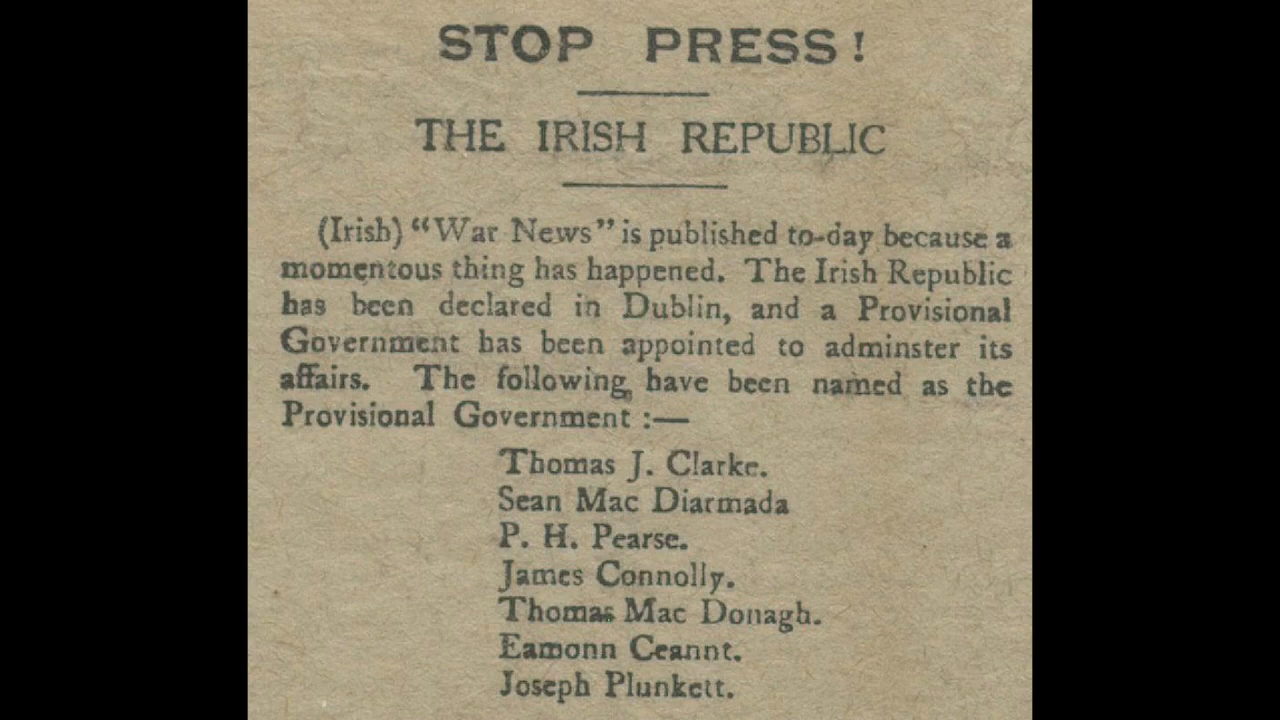 STOP PRESS!
THE IRISH REPUBLIC
(Irish) “War News” is published to-day because a
momentous thing has happened. The Irish Republic
has been declared in Dublin, and a Provisional
Government has been appointed to adminster its
affairs. The following have been named as the
Provisional Government :—
Thomas J. Clarke.
Sean Mac Diarmada
P. H. Pearse.
James Connolly.
Thomas Mac Donagh.
Eamonn Ceannt.
Joseph Plunkett.